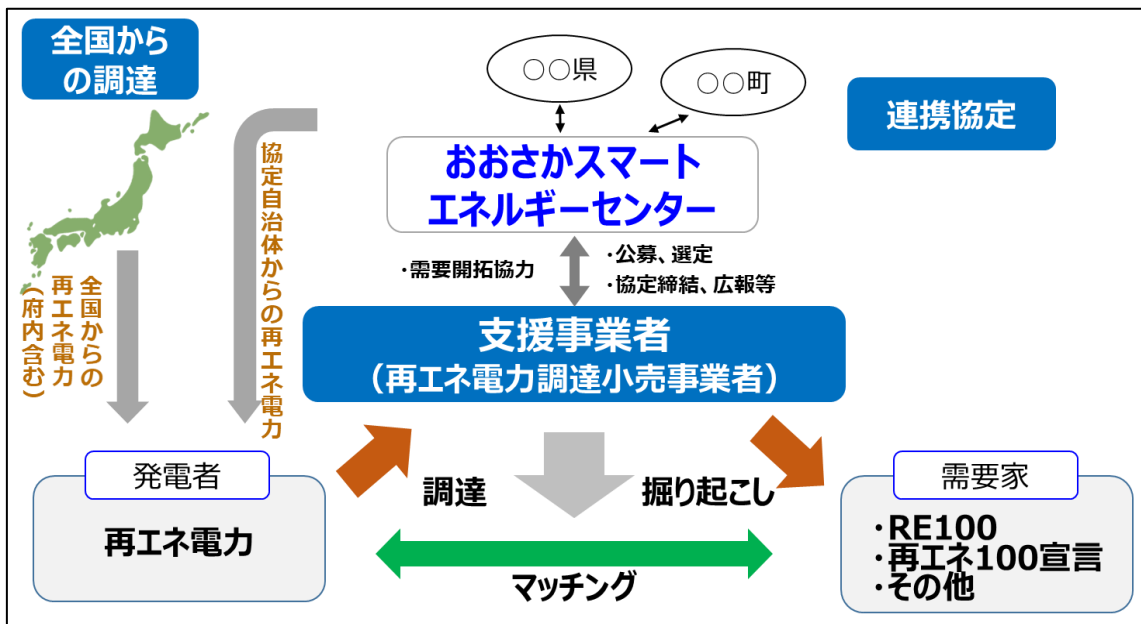 全国から
の調達
○○県
○○町
連携協定
おおさかスマート
エネルギーセンター
協定自治体からの再エネ電力
・需要開拓協力
・公募、選定
・協定締結、広報等
全国からの
再エネ電力
(府内含む)
支援事業者
（再エネ電力調達小売事業者）
発電者
再エネ電力
調達
掘り起こし
マッチング
需要家
・RE100
・再エネ100宣言
・その他